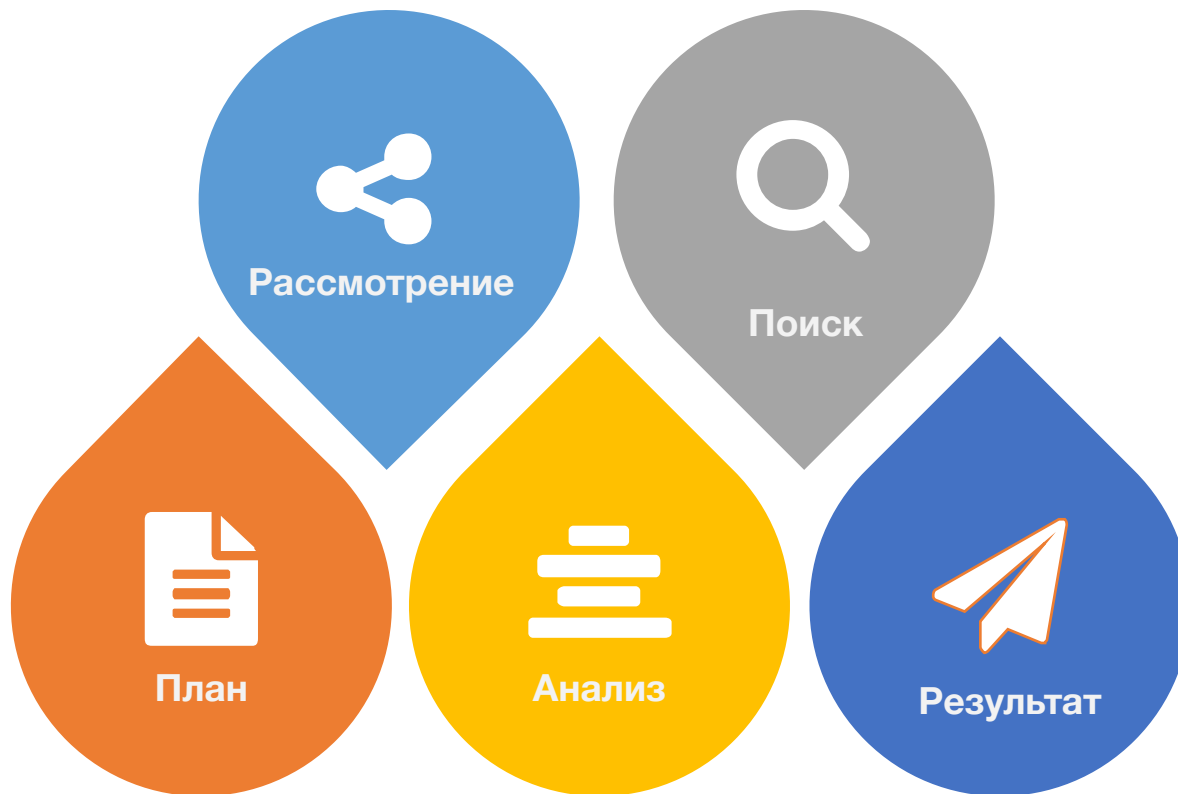 Рассмотрение
Поиск
План
Анализ
Результат